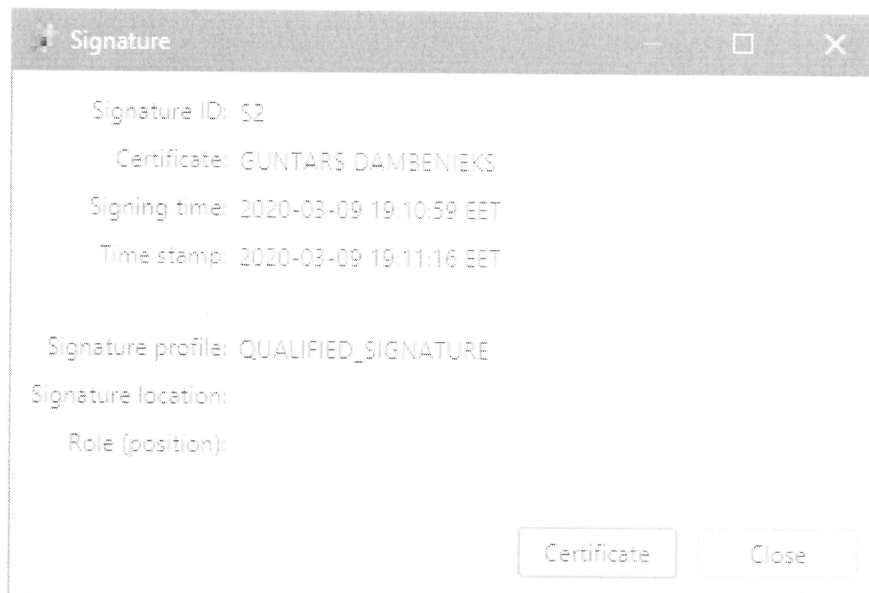 Signature
Signature ID: S2
Certificate: GUNTARS DAMBENIEKS
Signing time: 2020-03-09 19:10:59 EET
Time stamp: 2020-03-09 19:11:16 EET
Signature profile: QUALIFIED_SIGNATURE
Signature location:
Role (position):
Certificate Close